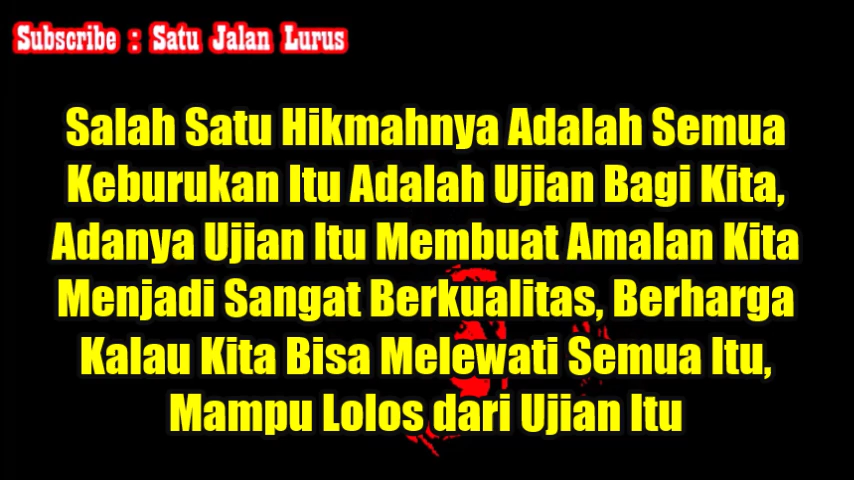 Subscribe : Satu Jalan Lurus
Salah Satu Hikmahnya Adalah Semua
Keburukan Itu Adalah Ujian Bagi Kita,
Adanya Ujian Itu Membuat Amalan Kita
Menjadi Sangat Berkualitas, Berharga
Kalau Kita Bisa Melewati Semua Itu,
Mampu Lolos dari Ujian Itu